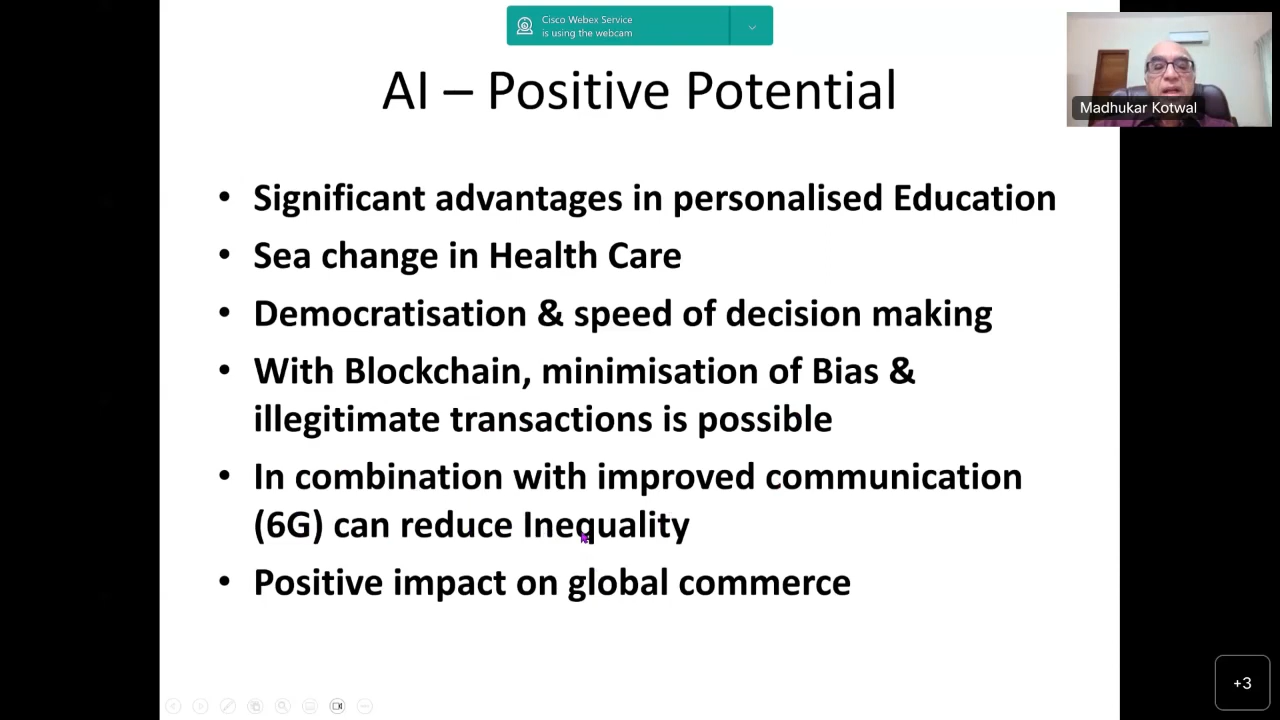 Cisco Webex Service
is using the webcam
AI – Positive Potential
Madhukar Kotwal
• Significant advantages in personalised Education
• Sea change in Health Care
• Democratisation & speed of decision making
• With Blockchain, minimisation of Bias &
illegitimate transactions is possible
• In combination with improved communication
(6G) can reduce Inequality
• Positive impact on global commerce
+3